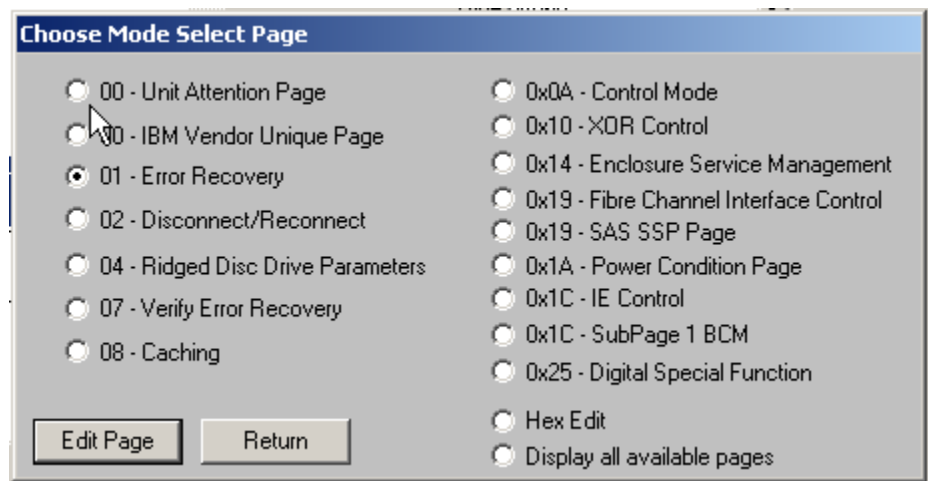 Choose Mode Select Page
00 - Unit Attention Page
00 - IBM Vendor Unique Page
01 - Error Recovery
02 - Disconnect/Reconnect
04 - Ridged Disc Drive Parameters
07 - Verify Error Recovery
08 - Caching
0x0A - Control Mode
0x10 - XOR Control
0x14 - Enclosure Service Management
0x19 - Fibre Channel Interface Control
0x19 - SAS SSP Page
0x1A - Power Condition Page
0x1C - IE Control
0x1C - SubPage 1 BCM
0x25 - Digital Special Function
Hex Edit
Display all available pages
Edit Page
Return